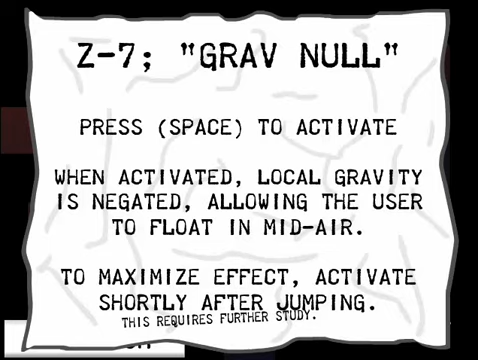 Z-7; "GRAV NULL"
PRESS (SPACE) TO ACTIVATE
WHEN ACTIVATED, LOCAL GRAVITY
IS NEGATED, ALLOWING THE USER
TO FLOAT IN MID-AIR.
TO MAXIMIZE EFFECT, ACTIVATE
SHORTLY AFTER JUMPING.
THIS REQUIRES FURTHER STUDY.